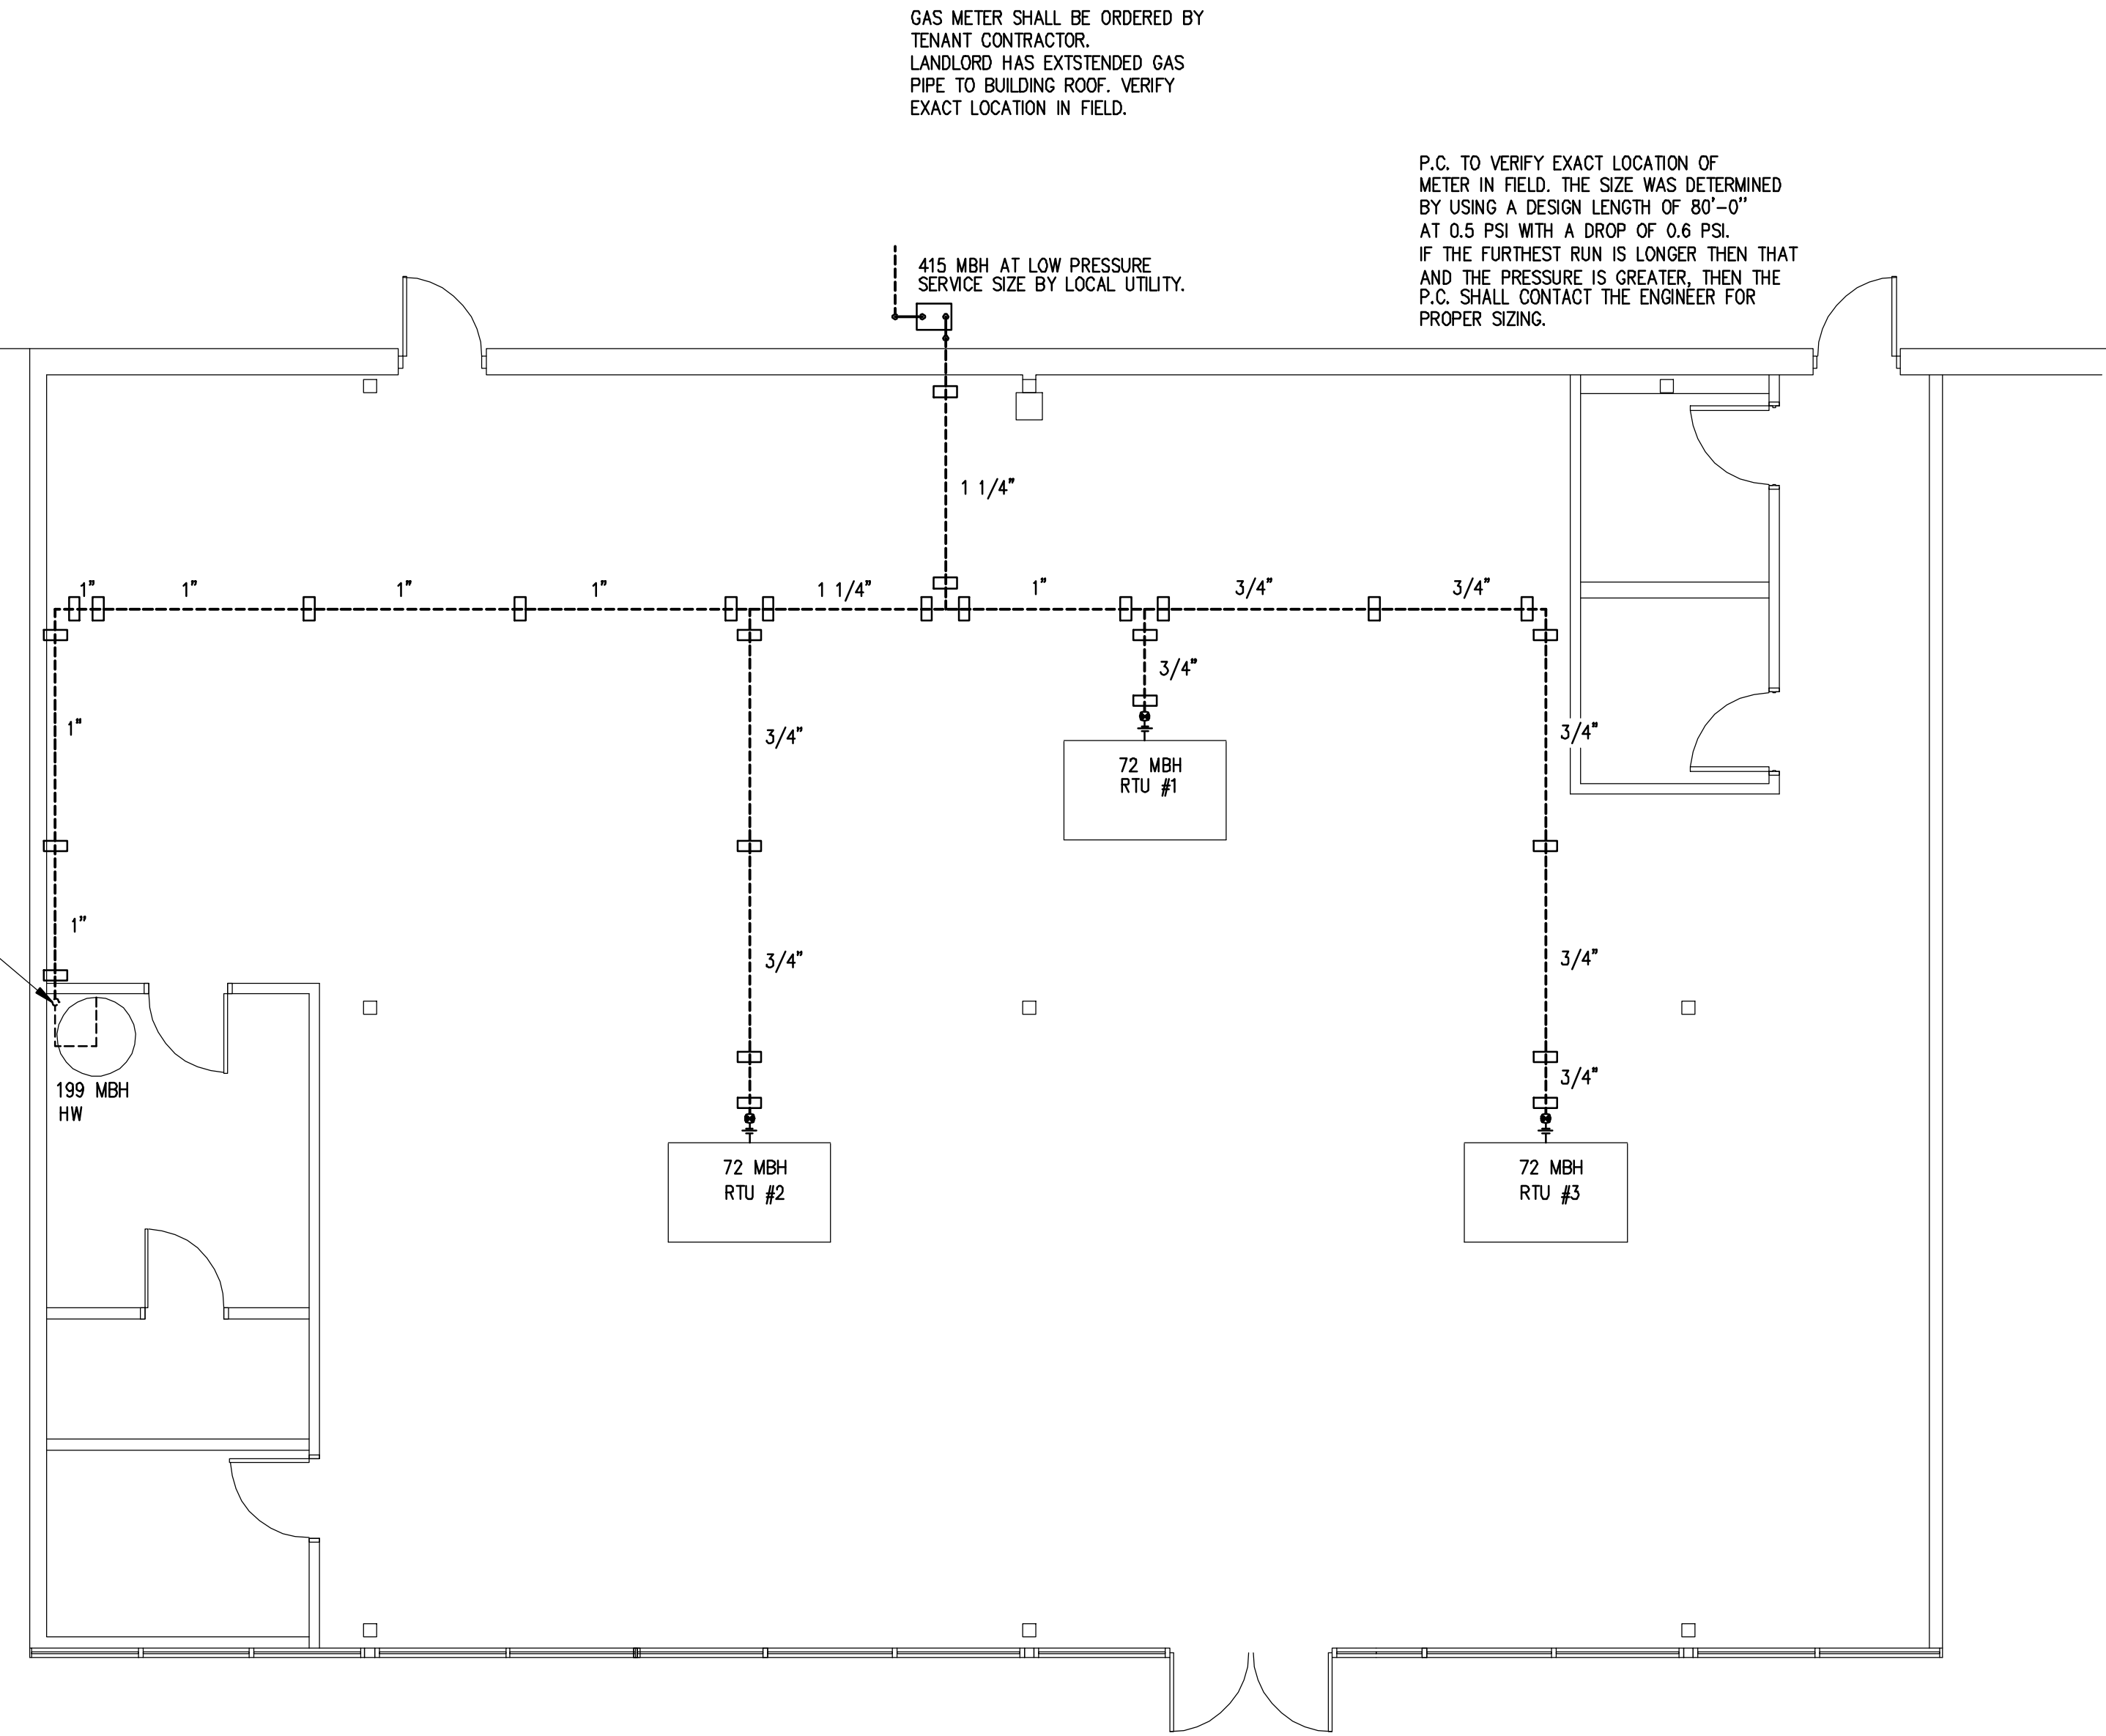 GAS METER SHALL BE ORDERED BY
TENANT CONTRACTOR.
LANDLORD HAS EXTSTENDED GAS
PIPE TO BUILDING ROOF. VERIFY
EXACT LOCATION IN FIELD.
P.C. TO VERIFY EXACT LOCATION OF
METER IN FIELD. THE SIZE WAS DETERMINED
BY USING A DESIGN LENGTH OF 80'-0"
AT 0.5 PSI WITH A DROP OF 0.6 PSI.
IF THE FURTHEST RUN IS LONGER THEN THAT
AND THE PRESSURE IS GREATER, THEN THE
P.C. SHALL CONTACT THE ENGINEER FOR
PROPER SIZING.
415 MBH AT LOW PRESSURE
SERVICE SIZE BY LOCAL UTILITY.
1 1/4"
1"
1"
1"
1"
1 1/4"
1"
3/4"
3/4"
3/4"
1"
3/4"
3/4"
72 MBH
RTU #1
1"
3/4"
3/4"
3/4"
199 MBH
HW
72 MBH
RTU #2
72 MBH
RTU #3